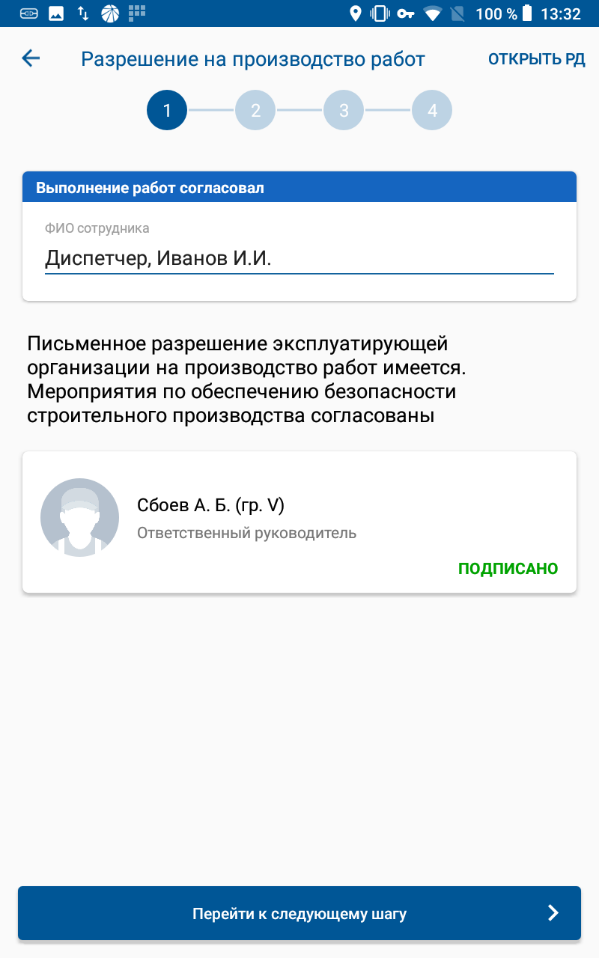 100 % 13:32
Разрешение на производство работ ОТКРЫТЬ РД
1 2 3 4
Выполнение работ согласовал
ФИО сотрудника
Диспетчер, Иванов И.И.
Письменное разрешение эксплуатирующей
организации на производство работ имеется.
Мероприятия по обеспечению безопасности
строительного производства согласованы
Сбоев А. Б. (гр. V)
Ответственный руководитель
ПОДПИСАНО
Перейти к следующему шагу